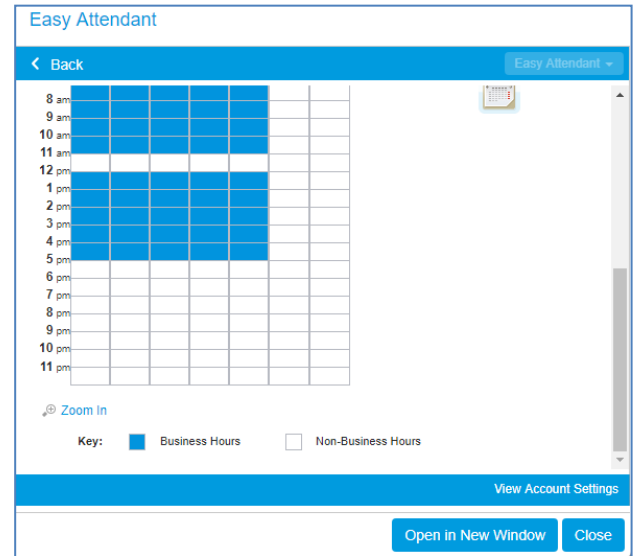 Easy Attendant
Back
Easy Attendant
8 am
9 am
10 am
11 am
12 pm
1 pm
2 pm
3 pm
4 pm
5 pm
6 pm
7 pm
8 pm
9 pm
10 pm
11 pm
Zoom In
Key: Business Hours Non-Business Hours
View Account Settings
Open in New Window Close